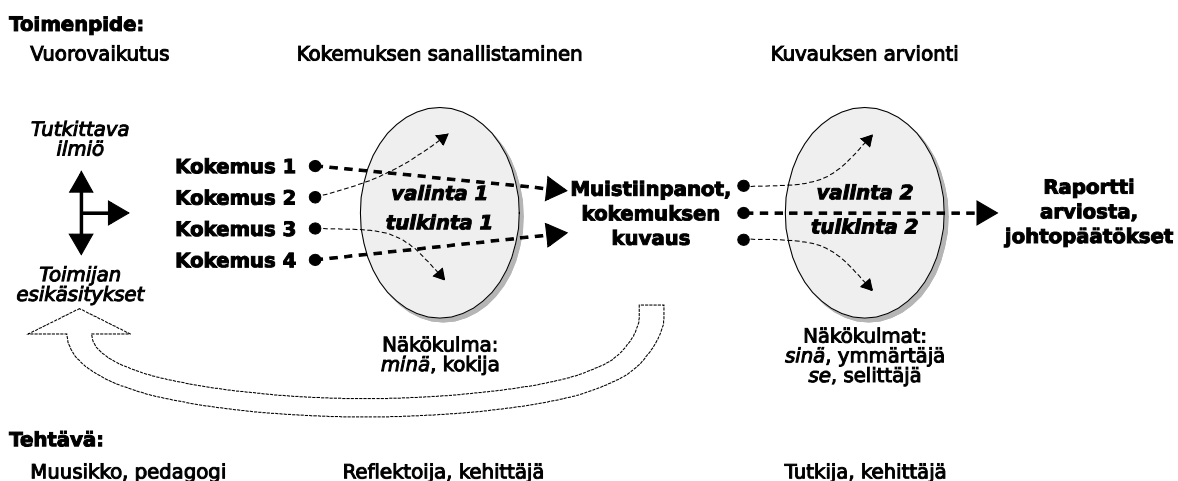 Toimenpide:
Vuorovaikutus
Kokemuksen sanallistaminen
Kuvauksen arvionti
Tutkittava
ilmiö
Toimijan
esikäsitykset
Kokemus 1
Kokemus 2
Kokemus 3
Kokemus 4
valinta 1
tulkinta 1
Näkökulma:
minä, kokija
Muistiinpanot,
kokemuksen
kuvaus
valinta 2
tulkinta 2
Näkökulmat:
sinä, ymmärtäjä
se, selittäjä
Raportti
arviosta,
johtopäätökset
Tehtävä:
Muusikko, pedagogi
Reflektoija, kehittäjä
Tutkija, kehittäjä